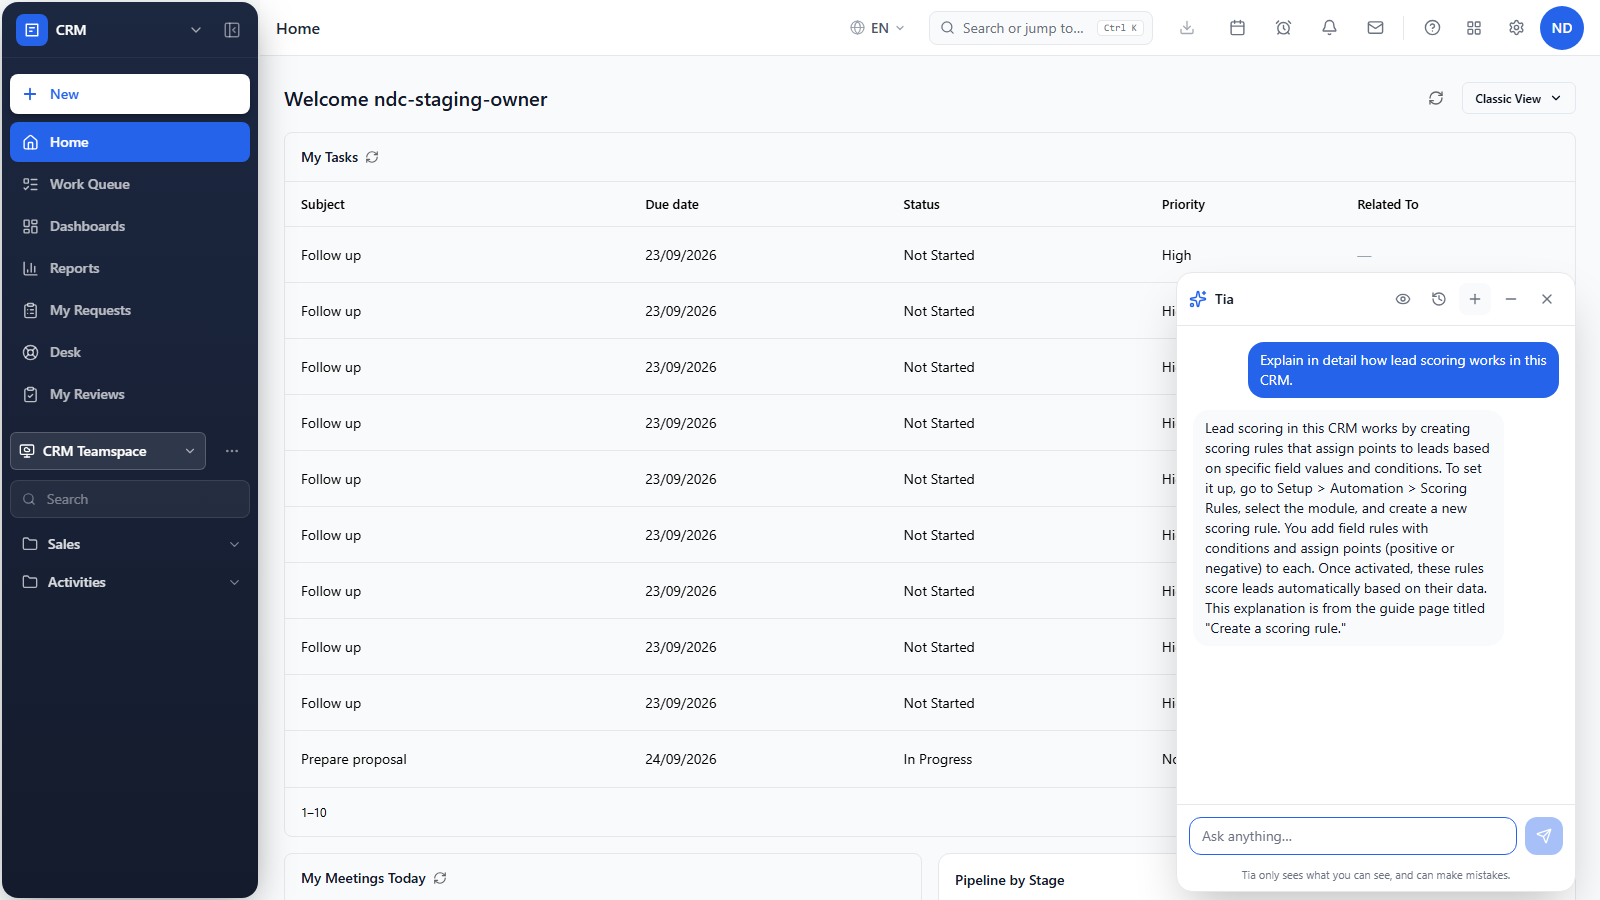 CRM
New
Home
Work Queue
Dashboards
Reports
My Requests
Desk
My Reviews
CRM Teamspace
Search
Sales
Activities
Home
EN
Search or jump to...
Ctrl K
ND
Welcome ndc-staging-owner
Classic View
My Tasks
Subject Due date Status Priority Related To
Follow up 23/09/2026 Not Started High —
Follow up 23/09/2026 Not Started Hi
Follow up 23/09/2026 Not Started Hi
Follow up 23/09/2026 Not Started Hi
Follow up 23/09/2026 Not Started Hi
Follow up 23/09/2026 Not Started Hi
Follow up 23/09/2026 Not Started Hi
Follow up 23/09/2026 Not Started Hi
Follow up 23/09/2026 Not Started Hi
Prepare proposal 24/09/2026 In Progress No
1–10
My Meetings Today
Pipeline by Stage
Tia
Explain in detail how lead scoring works in this
CRM.
Lead scoring in this CRM works by creating
scoring rules that assign points to leads based
on specific field values and conditions. To set
it up, go to Setup > Automation > Scoring
Rules, select the module, and create a new
scoring rule. You add field rules with
conditions and assign points (positive or
negative) to each. Once activated, these rules
score leads automatically based on their data.
This explanation is from the guide page titled
"Create a scoring rule."
Ask anything...
Tia only sees what you can see, and can make mistakes.